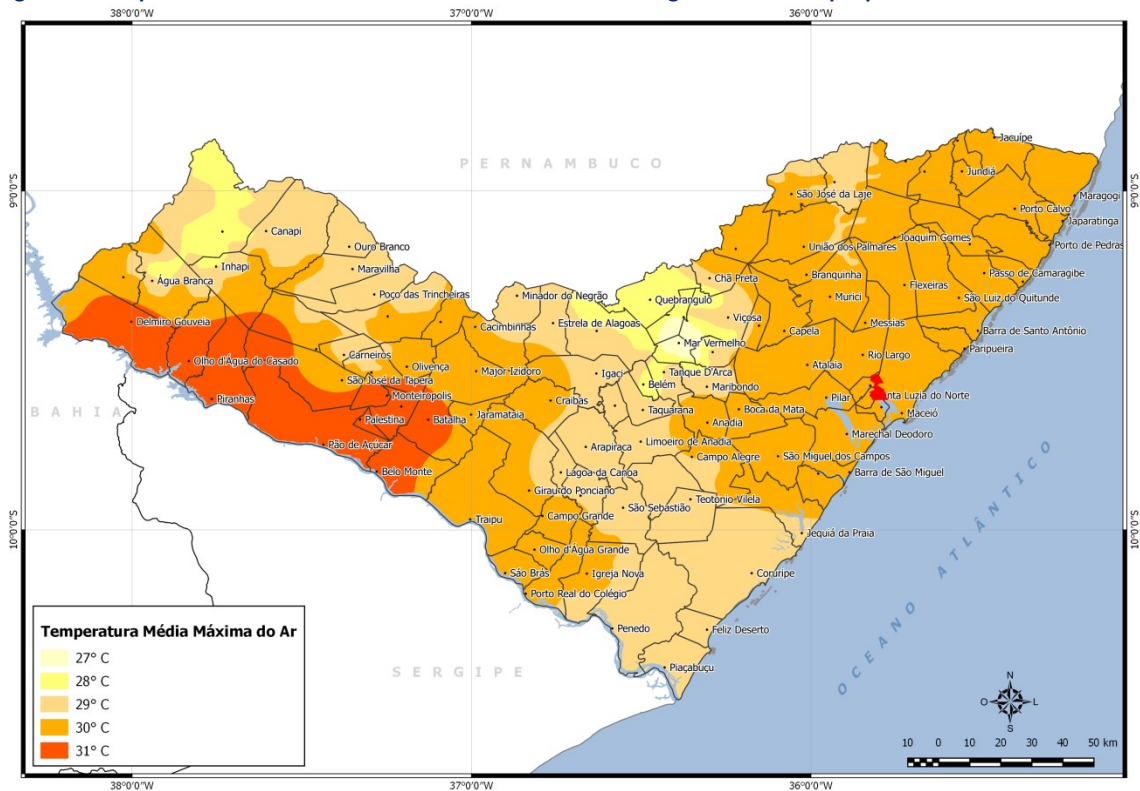 38°0'0"W 37°0'0"W 36°0'0"W
PERNAMBUCO
Jacuípe
Jundiá
9°0'0"S 9°0'0"S
São José da Laje
Maragogi
Porto Calvo
Japaratinga
Canapi
Ouro Branco
União dos Palmares
Joaquim Gomes
Porto de Pedras
Inhapi
Maravilha
Água Branca
Chã Preta
Branquinha
Passo de Camaragibe
Poço das Trincheiras
Minador do Negrão
Quebrangulo
Murici
Flexeiras
São Luiz do Quitunde
Delmiro Gouveia
Cacimbinhas
Estrela de Alagoas
Viçosa
Capela
Messias
Barra de Santo Antônio
Mar Vermelho
Paripueira
Olho d'Água do Casado
Carneiros
Olivença
Major Izidoro
Igaci
Tanque D'Arca
Atalaia
Rio Largo
São José da Tapera
Belém
Maribondo
Piranhas
Monteirópolis
Craíbas
Pilar
anta Luzia do Norte
BAHIA
Palestina
Batalha
Jaramataia
Taquarana
Boca da Mata
Maceió
Anadia
Pão de Açúcar
Arapiraca
Limoeiro de Anadia
Marechal Deodoro
Campo Alegre
São Miguel dos Campos
Belo Monte
Lagoa da Canoa
Barra de São Miguel
Girau do Ponciano
Teotônio Vilela
Traipu
Campo Grande
São Sebastião
10°0'0"S 10°0'0"S
Jequiá da Praia
Olho d'Água Grande
São Brás
Igreja Nova
Coruripe
Porto Real do Colégio
Penedo
Feliz Deserto
Piaçabuçu
SERGIPE
OCEANO ATLÂNTICO
Temperatura Média Máxima do Ar
27° C
28° C
29° C
30° C
31° C
N
O L
S
10 0 10 20 30 40 50 km
38°0'0"W 37°0'0"W 36°0'0"W